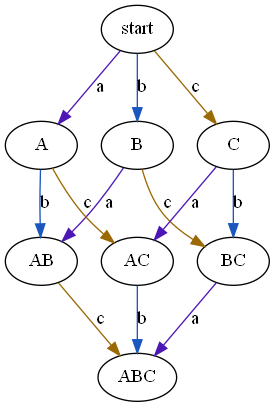 start
a b c
A B C
b c a c a b
AB AC BC
c b a
ABC